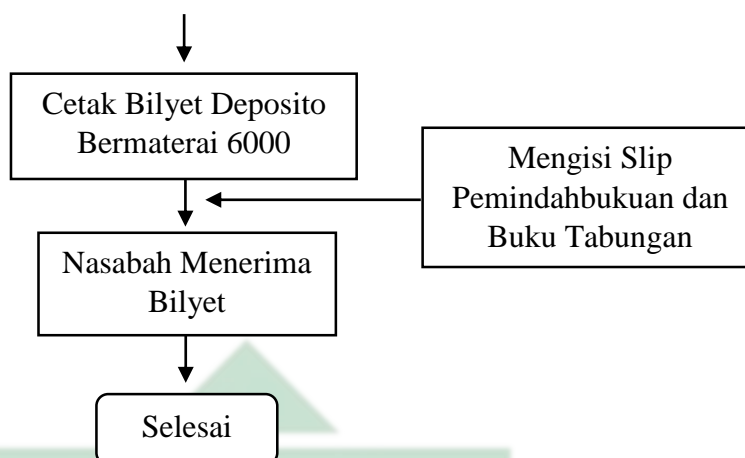 Cetak Bilyet Deposito
Bermaterai 6000
Mengisi Slip
Pemindahbukuan dan
Buku Tabungan
Nasabah Menerima
Bilyet
Selesai